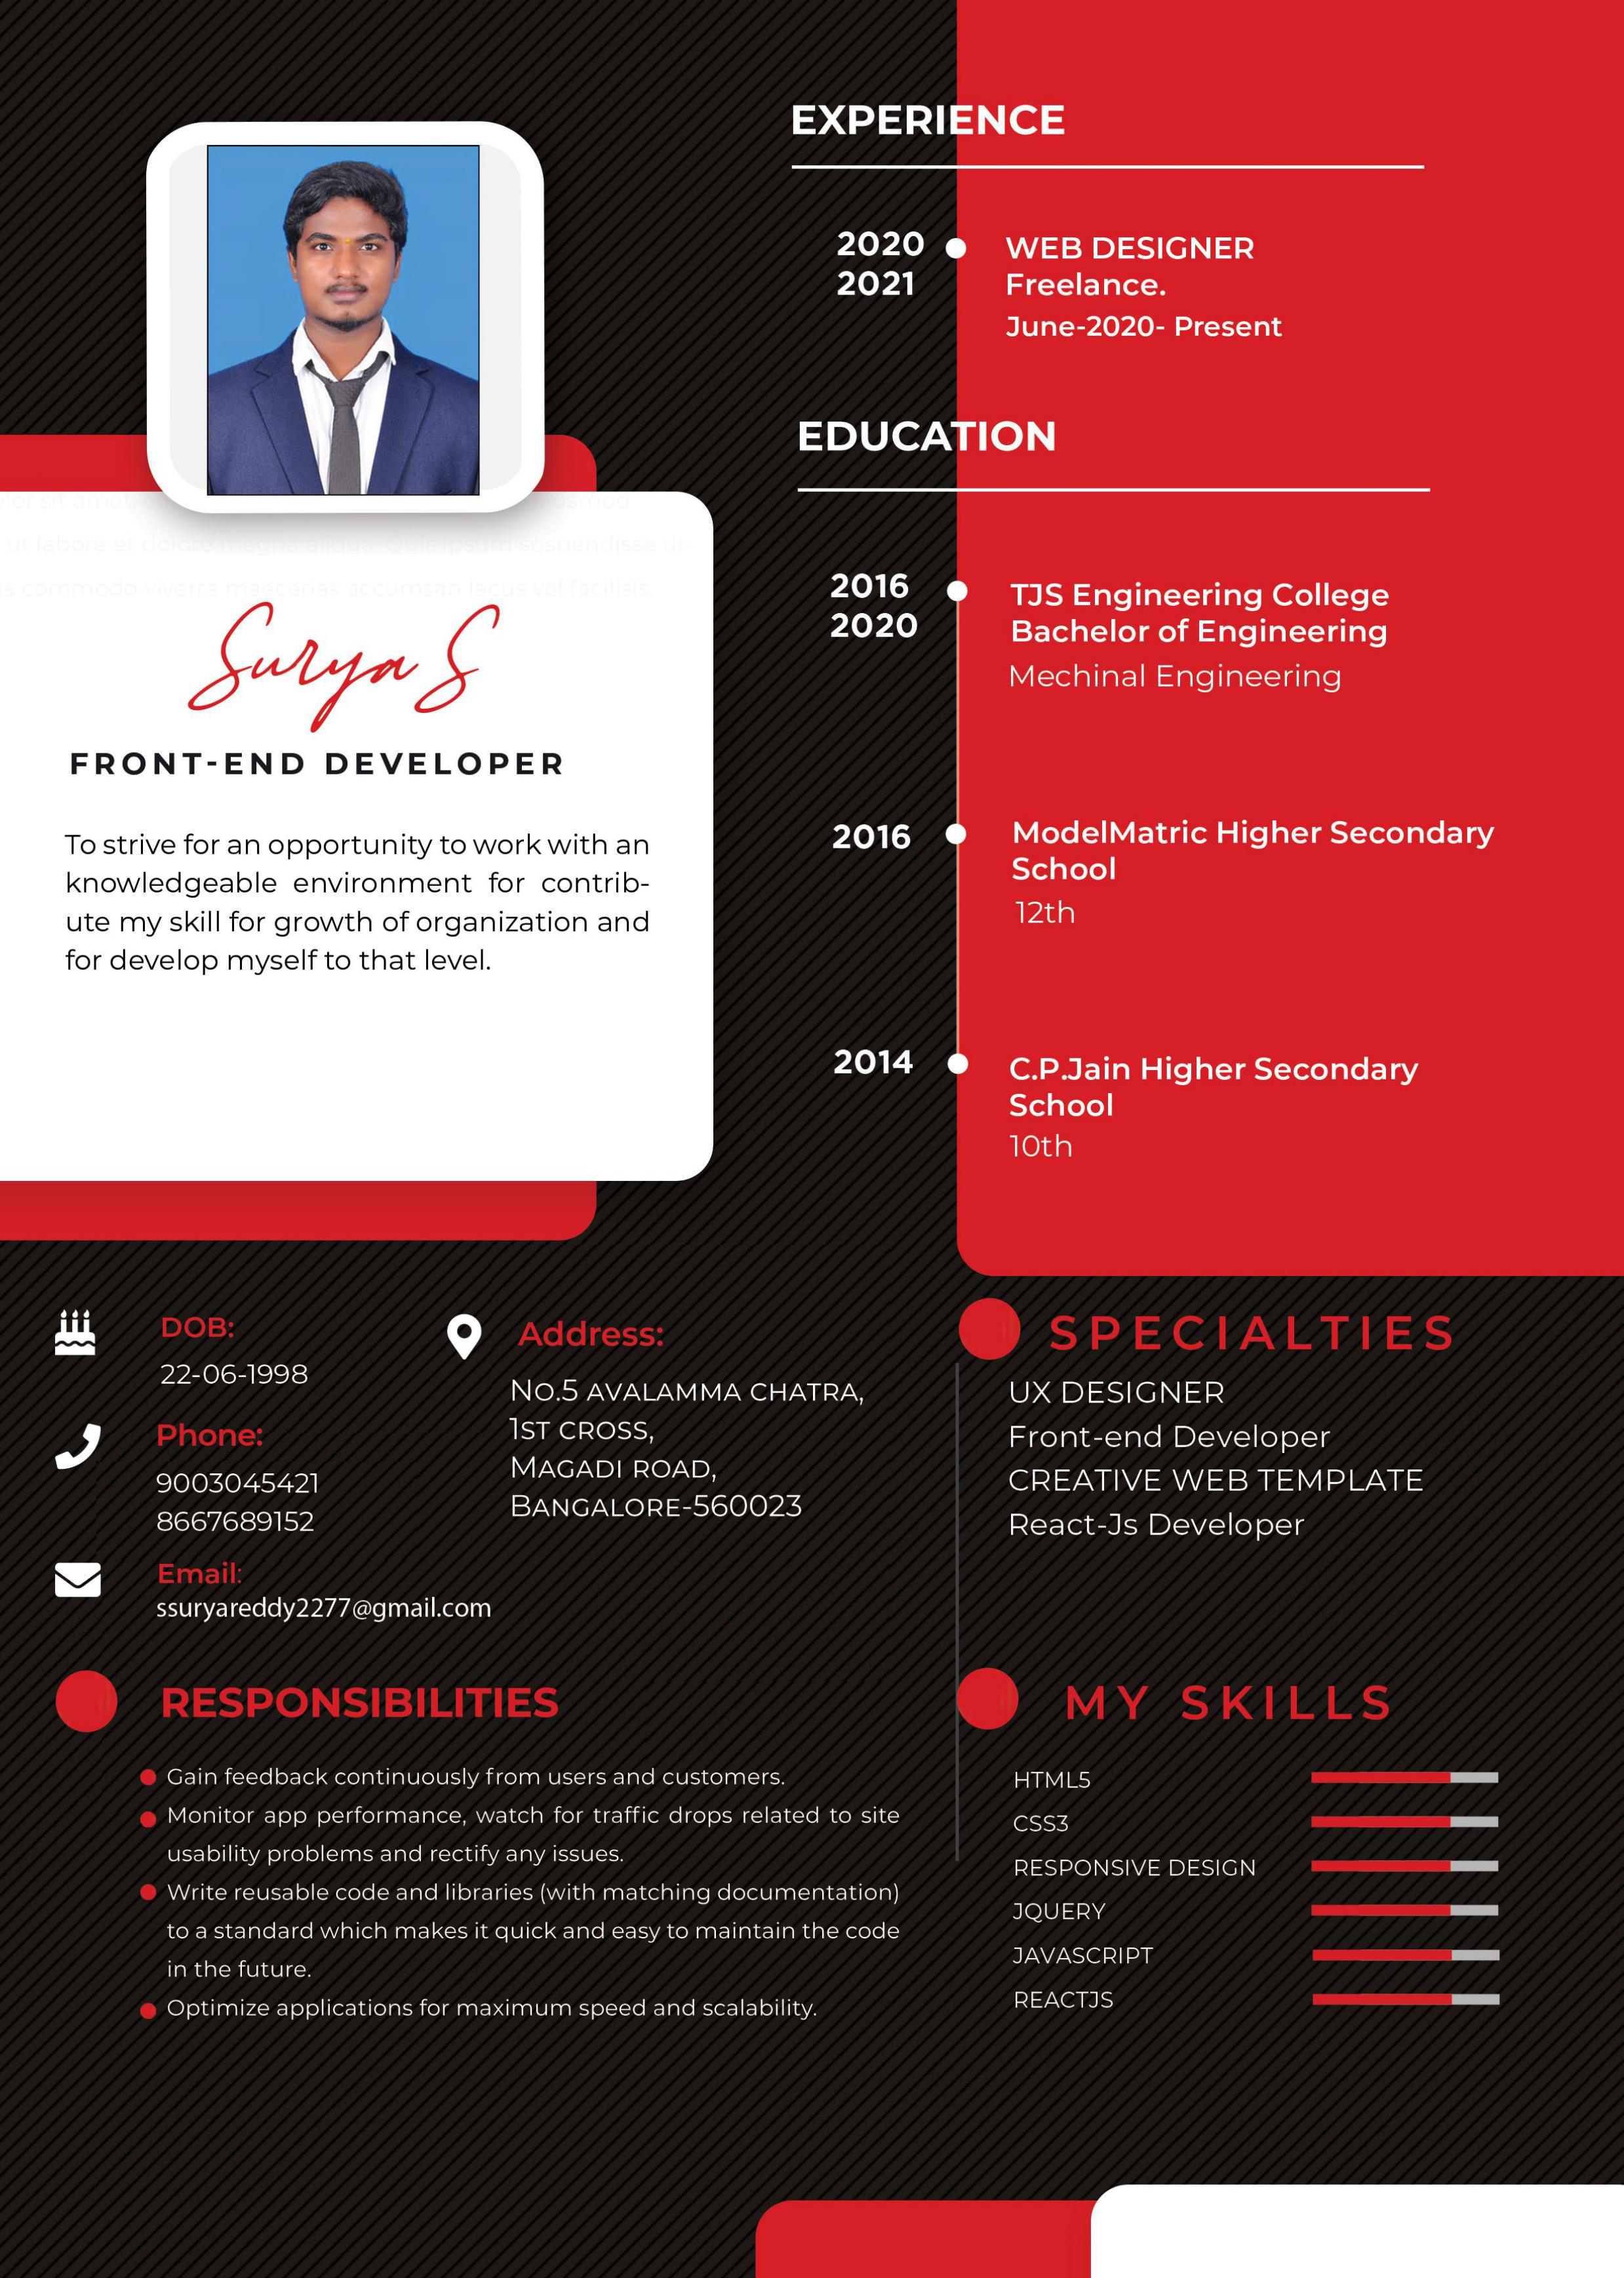 EXPERIENCE
2020
2021
WEB DESIGNER
Freelance.
June-2020- Present
EDUCATION
2016
2020
TJS Engineering College
Bachelor of Engineering
Mechinal Engineering
2016
ModelMatric Higher Secondary
School
12th
2014
C.P.Jain Higher Secondary
School
10th
lor sit amet, eiusmod
ut labore et dolore magna aliqua. Quis ipsum suspendisse ul-
s commodo viverra maecenas accumsan lacus vel facilisis.
Surya S
FRONT-END DEVELOPER
To strive for an opportunity to work with an
knowledgeable environment for contrib-
ute my skill for growth of organization and
for develop myself to that level.
DOB:
22-06-1998
Phone:
9003045421
8667689152
Email:
ssuryareddy2277@gmail.com
Address:
No.5 AVALAMMA CHATRA,
1ST CROSS,
MAGADI ROAD,
BANGALORE-560023
SPECIALTIES
UX DESIGNER
Front-end Developer
CREATIVE WEB TEMPLATE
React-Js Developer
RESPONSIBILITIES
Gain feedback continuously from users and customers.
Monitor app performance, watch for traffic drops related to site
usability problems and rectify any issues.
Write reusable code and libraries (with matching documentation)
to a standard which makes it quick and easy to maintain the code
in the future.
Optimize applications for maximum speed and scalability.
MY SKILLS
HTML5
CSS3
RESPONSIVE DESIGN
JQUERY
JAVASCRIPT
REACTJS